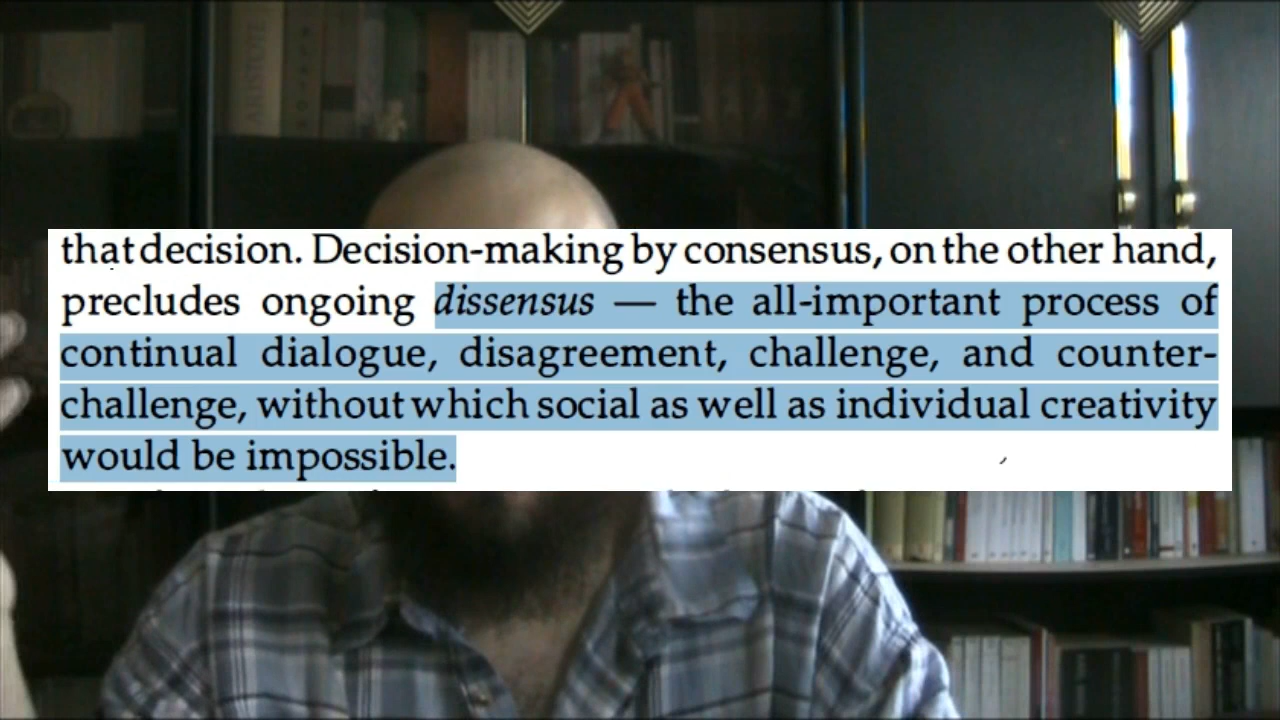 ARISTOTE
that decision. Decision-making by consensus, on the other hand,
precludes ongoing dissensus — the all-important process of
continual dialogue, disagreement, challenge, and counter-
challenge, without which social as well as individual creativity
would be impossible.